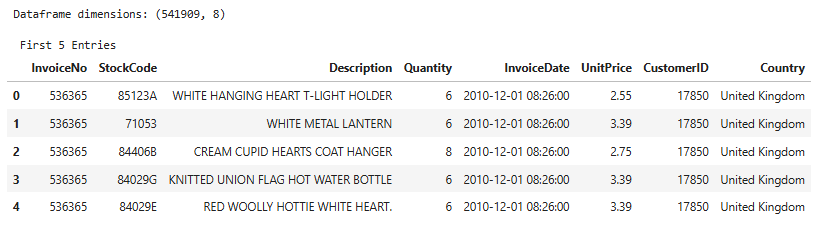 Dataframe dimensions: (541909, 8)
First 5 Entries
InvoiceNo StockCode Description Quantity InvoiceDate UnitPrice CustomerID Country
0 536365 85123A WHITE HANGING HEART T-LIGHT HOLDER 6 2010-12-01 08:26:00 2.55 17850 United Kingdom
1 536365 71053 WHITE METAL LANTERN 6 2010-12-01 08:26:00 3.39 17850 United Kingdom
2 536365 84406B CREAM CUPID HEARTS COAT HANGER 8 2010-12-01 08:26:00 2.75 17850 United Kingdom
3 536365 84029G KNITTED UNION FLAG HOT WATER BOTTLE 6 2010-12-01 08:26:00 3.39 17850 United Kingdom
4 536365 84029E RED WOOLLY HOTTIE WHITE HEART. 6 2010-12-01 08:26:00 3.39 17850 United Kingdom